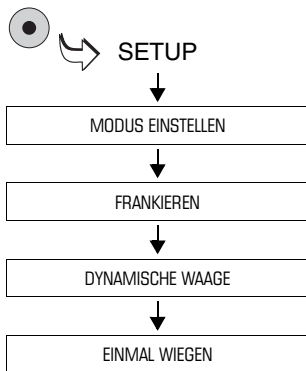 SETUP
MODUS EINSTELLEN
FRANKIEREN
DYNAMISCHE WAAGE
EINMAL WIEGEN